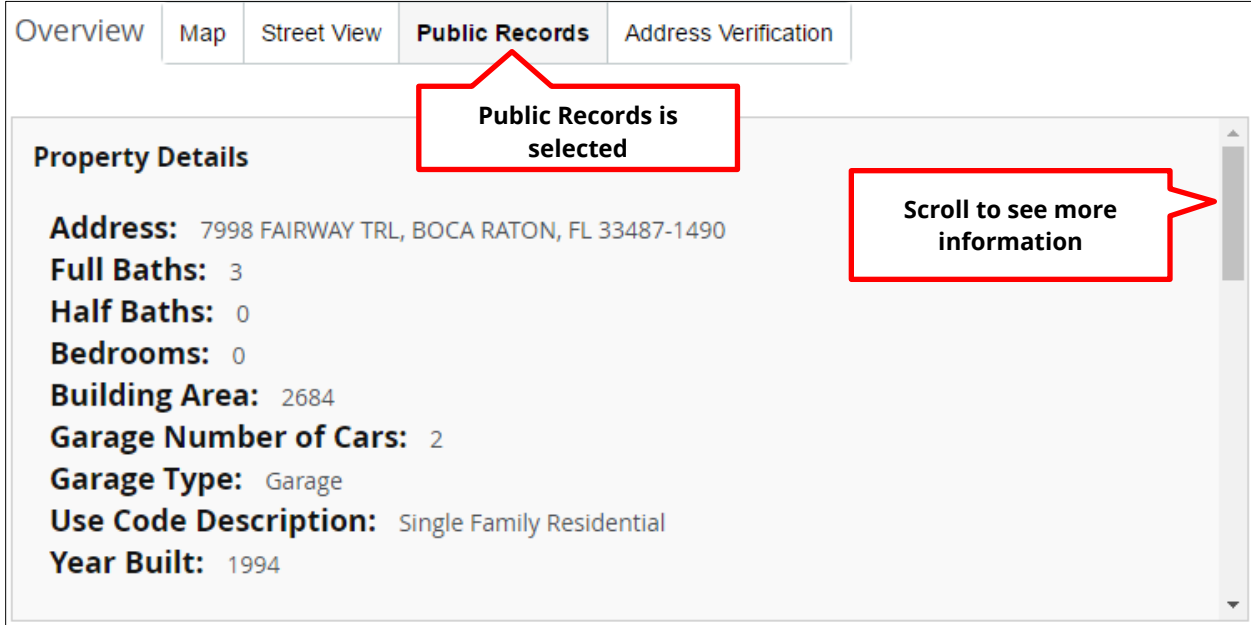 Overview Map Street View Public Records Address Verification
Public Records is
selected
Property Details
Scroll to see more
information
Address: 7998 FAIRWAY TRL, BOCA RATON, FL 33487-1490
Full Baths: 3
Half Baths: 0
Bedrooms: 0
Building Area: 2684
Garage Number of Cars: 2
Garage Type: Garage
Use Code Description: Single Family Residential
Year Built: 1994